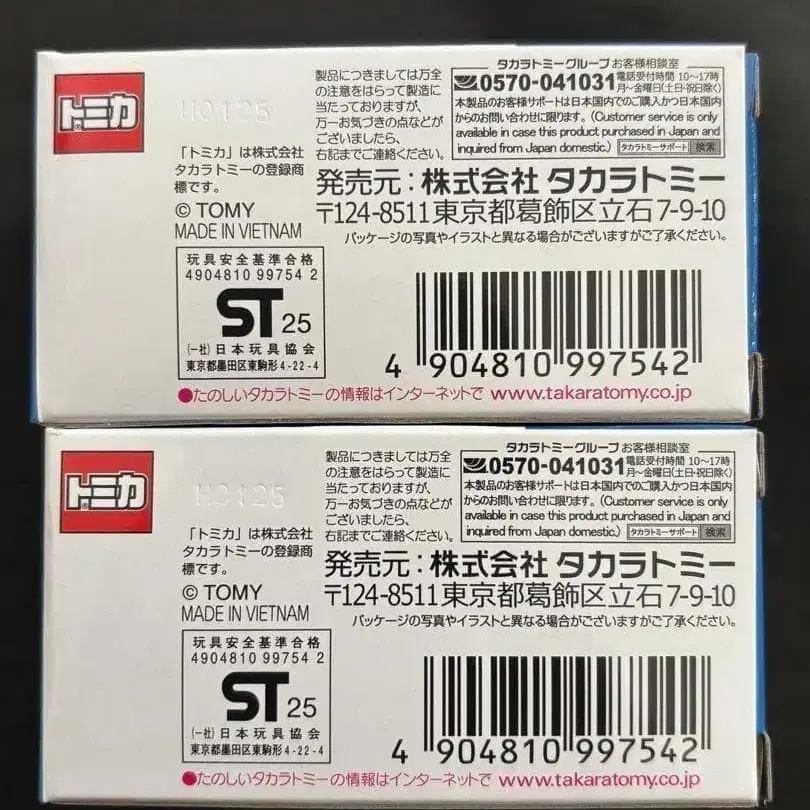 トミカ
H0125
「トミカ」は株式会社
タカラトミーの登録商
標です。
© TOMY
MADE IN VIETNAM
製品につきましては万全
の注意をはらって製造に
当たっておりますが、
万一お気づきの点などが
ございましたら、
右記までご連絡ください。
タカラトミーグループ お客様相談室
0570-041031 電話受付時間 10〜17時
月〜金曜日(土日・祝日除く)
本製品のお客様サポートは日本国内でのご購入かつ日本国内
からのお問い合わせに限ります。(Customer service is only
available in case this product purchased in Japan and
inquired from Japan domestic.) タカラトミーサポート 検索
発売元:株式会社 タカラトミー
〒124-8511 東京都葛飾区立石7-9-10
パッケージの写真やイラストと異なる場合がございますがご了承ください。
玩具安全基準合格
4904810 99754 2
ST 25
(一社)日本玩具協会
東京都墨田区東駒形4-22-4
4 904810 997542
●たのしいタカラトミーの情報はインターネットで www.takaratomy.co.jp
トミカ
H0125
「トミカ」は株式会社
タカラトミーの登録商
標です。
© TOMY
MADE IN VIETNAM
製品につきましては万全
の注意をはらって製造に
当たっておりますが、
万一お気づきの点などが
ございましたら、
右記までご連絡ください。
タカラトミーグループ お客様相談室
0570-041031 電話受付時間 10〜17時
月〜金曜日(土日・祝日除く)
本製品のお客様サポートは日本国内でのご購入かつ日本国内
からのお問い合わせに限ります。(Customer service is only
available in case this product purchased in Japan and
inquired from Japan domestic.) タカラトミーサポート 検索
発売元:株式会社 タカラトミー
〒124-8511 東京都葛飾区立石7-9-10
パッケージの写真やイラストと異なる場合がございますがご了承ください。
玩具安全基準合格
4904810 99754 2
ST 25
(一社)日本玩具協会
東京都墨田区東駒形4-22-4
4 904810 997542
●たのしいタカラトミーの情報はインターネットで www.takaratomy.co.jp